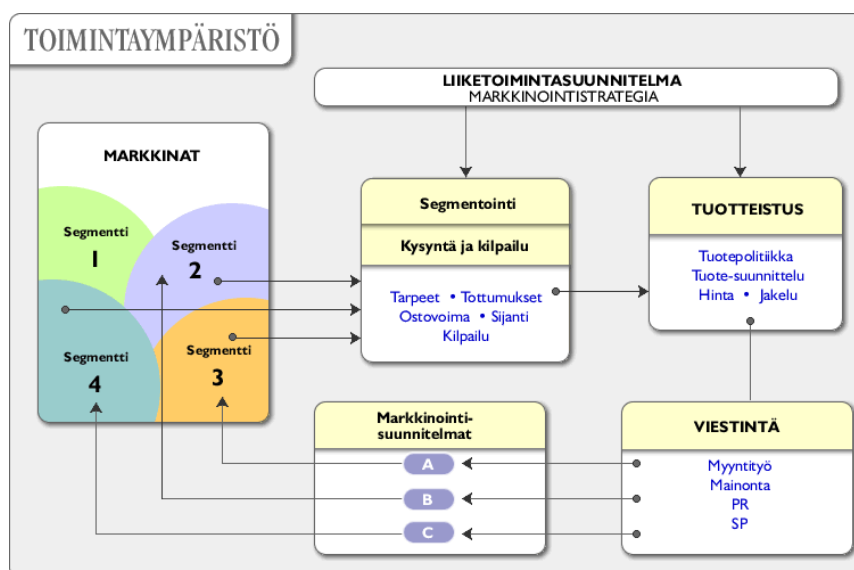 TOIMINTAYMPÄRISTÖ
LIIKETOIMINTASUUNNITELMA
MARKKINOINTISTRATEGIA
MARKKINAT
Segmentti
1
Segmentti
2
Segmentti
3
Segmentti
4
Segmentointi
Kysyntä ja kilpailu
Tarpeet • Tottumukset
Ostovoima • Sijanti
Kilpailu
TUOTTEISTUS
Tuotepolitiikka
Tuote-suunnittelu
Hinta • Jakelu
Markkinointi-
suunnitelmat
A
B
C
VIESTINTÄ
Myyntityö
Mainonta
PR
SP